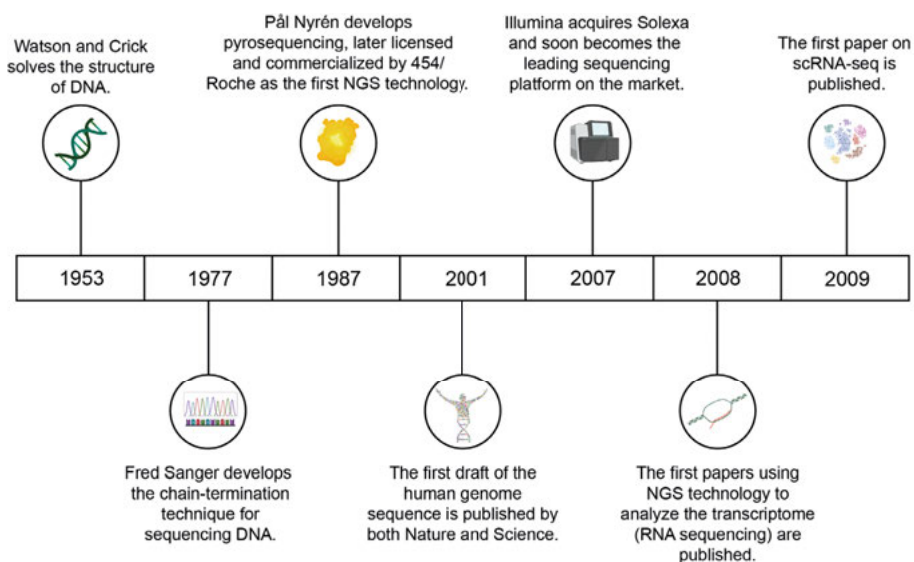 Watson and Crick
solves the structure
of DNA.
Pål Nyrén develops
pyrosequencing, later licensed
and commercialized by 454/
Roche as the first NGS technology.
Illumina acquires Solexa
and soon becomes the
leading sequencing
platform on the market.
The first paper on
scRNA-seq is
published.
1953
1977
1987
2001
2007
2008
2009
Fred Sanger develops
the chain-termination
technique for
sequencing DNA.
The first draft of the
human genome
sequence is published by
both Nature and Science.
The first papers using
NGS technology to
analyze the transcriptome
(RNA sequencing) are
published.